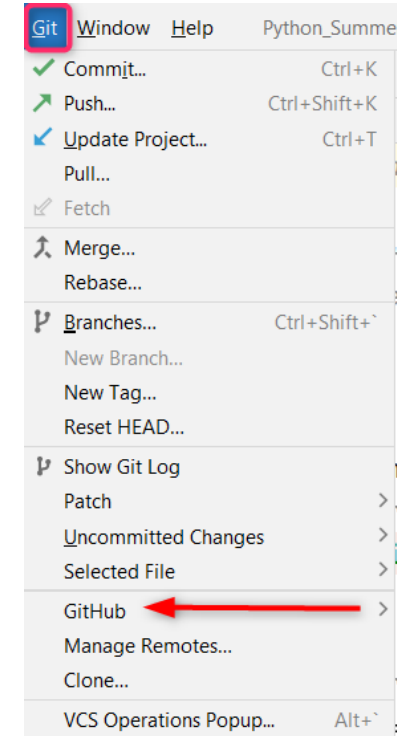 Git Window Help Python_Summe
Commit... Ctrl+K
Push... Ctrl+Shift+K
Update Project... Ctrl+T
Pull...
Fetch
Merge...
Rebase...
Branches... Ctrl+Shift+`
New Branch...
New Tag...
Reset HEAD...
Show Git Log
Patch
Uncommitted Changes
Selected File
GitHub
Manage Remotes...
Clone...
VCS Operations Popup... Alt+`